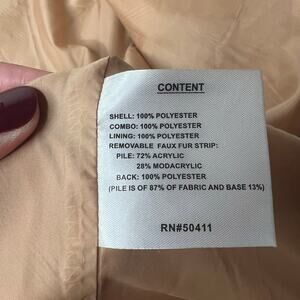 CONTENT
SHELL: 100% POLYESTER
COMBO: 100% POLYESTER
LINING: 100% POLYESTER
REMOVABLE FAUX FUR STRIP:
PILE: 72% ACRYLIC
28% MODACRYLIC
BACK: 100% POLYESTER
(PILE IS OF 87% OF FABRIC AND BASE 13%)
RN#50411